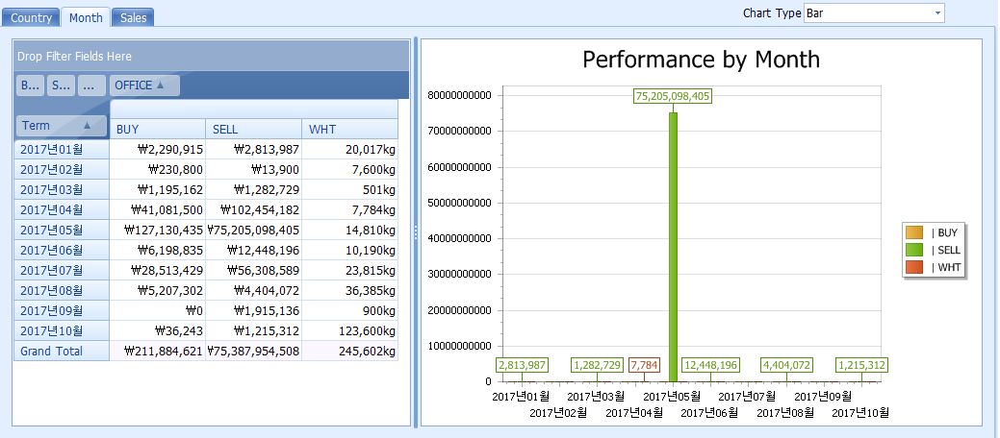 Country Month Sales Chart Type Bar
Drop Filter Fields Here
B... S... ... OFFICE
Term BUY SELL WHT
2017년01월 ₩2,290,915 ₩2,813,987 20,017kg
2017년02월 ₩230,800 ₩13,900 7,600kg
2017년03월 ₩1,195,162 ₩1,282,729 501kg
2017년04월 ₩41,081,500 ₩102,454,182 7,784kg
2017년05월 ₩127,130,435 ₩75,205,098,405 14,810kg
2017년06월 ₩6,198,835 ₩12,448,196 10,190kg
2017년07월 ₩28,513,429 ₩56,308,589 23,815kg
2017년08월 ₩5,207,302 ₩4,404,072 36,385kg
2017년09월 ₩0 ₩1,915,136 900kg
2017년10월 ₩36,243 ₩1,215,312 123,600kg
Grand Total ₩211,884,621 ₩75,387,954,508 245,602kg
Performance by Month
75,205,098,405
80000000000
70000000000
60000000000
50000000000
40000000000
30000000000
20000000000
10000000000
0
2,813,987 1,282,729 7,784 12,448,196 4,404,072 1,215,312
2017년01월 2017년03월 2017년05월 2017년07월 2017년09월
2017년02월 2017년04월 2017년06월 2017년08월 2017년10월
| BUY
| SELL
| WHT